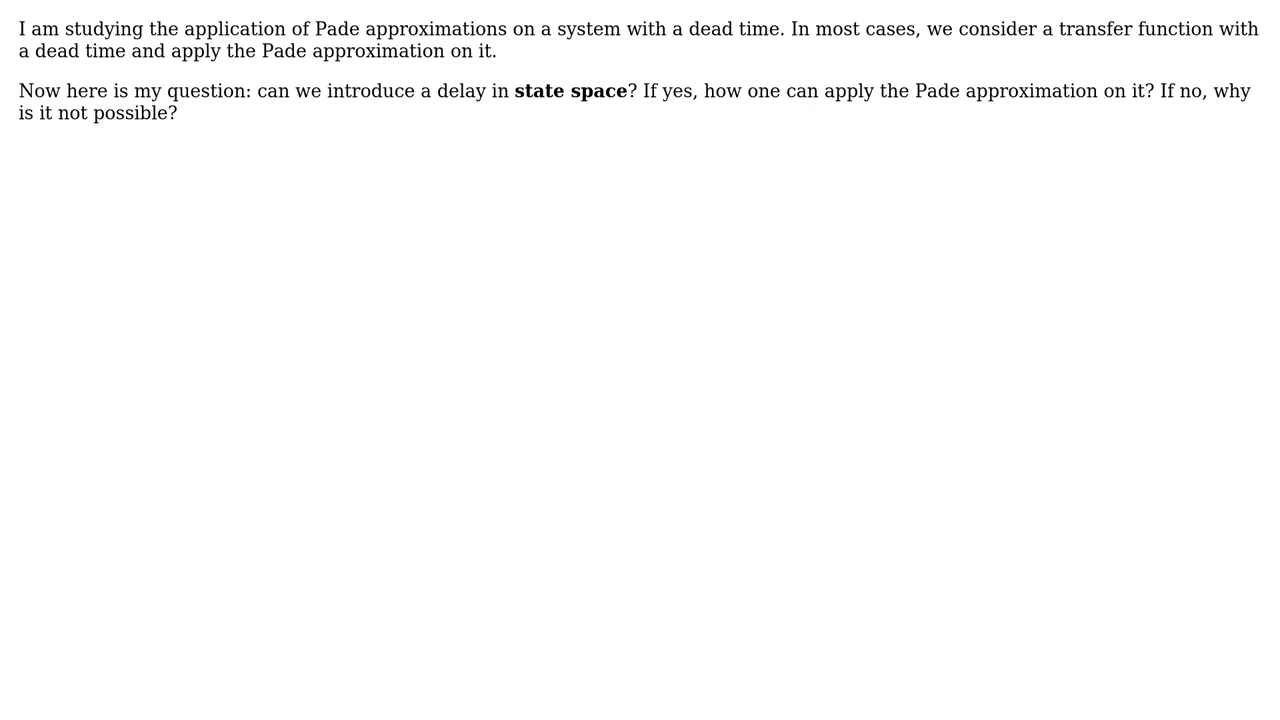 I am studying the application of Pade approximations on a system with a dead time. In most cases, we consider a transfer function with
a dead time and apply the Pade approximation on it.
Now here is my question: can we introduce a delay in state space? If yes, how one can apply the Pade approximation on it? If no, why
is it not possible?